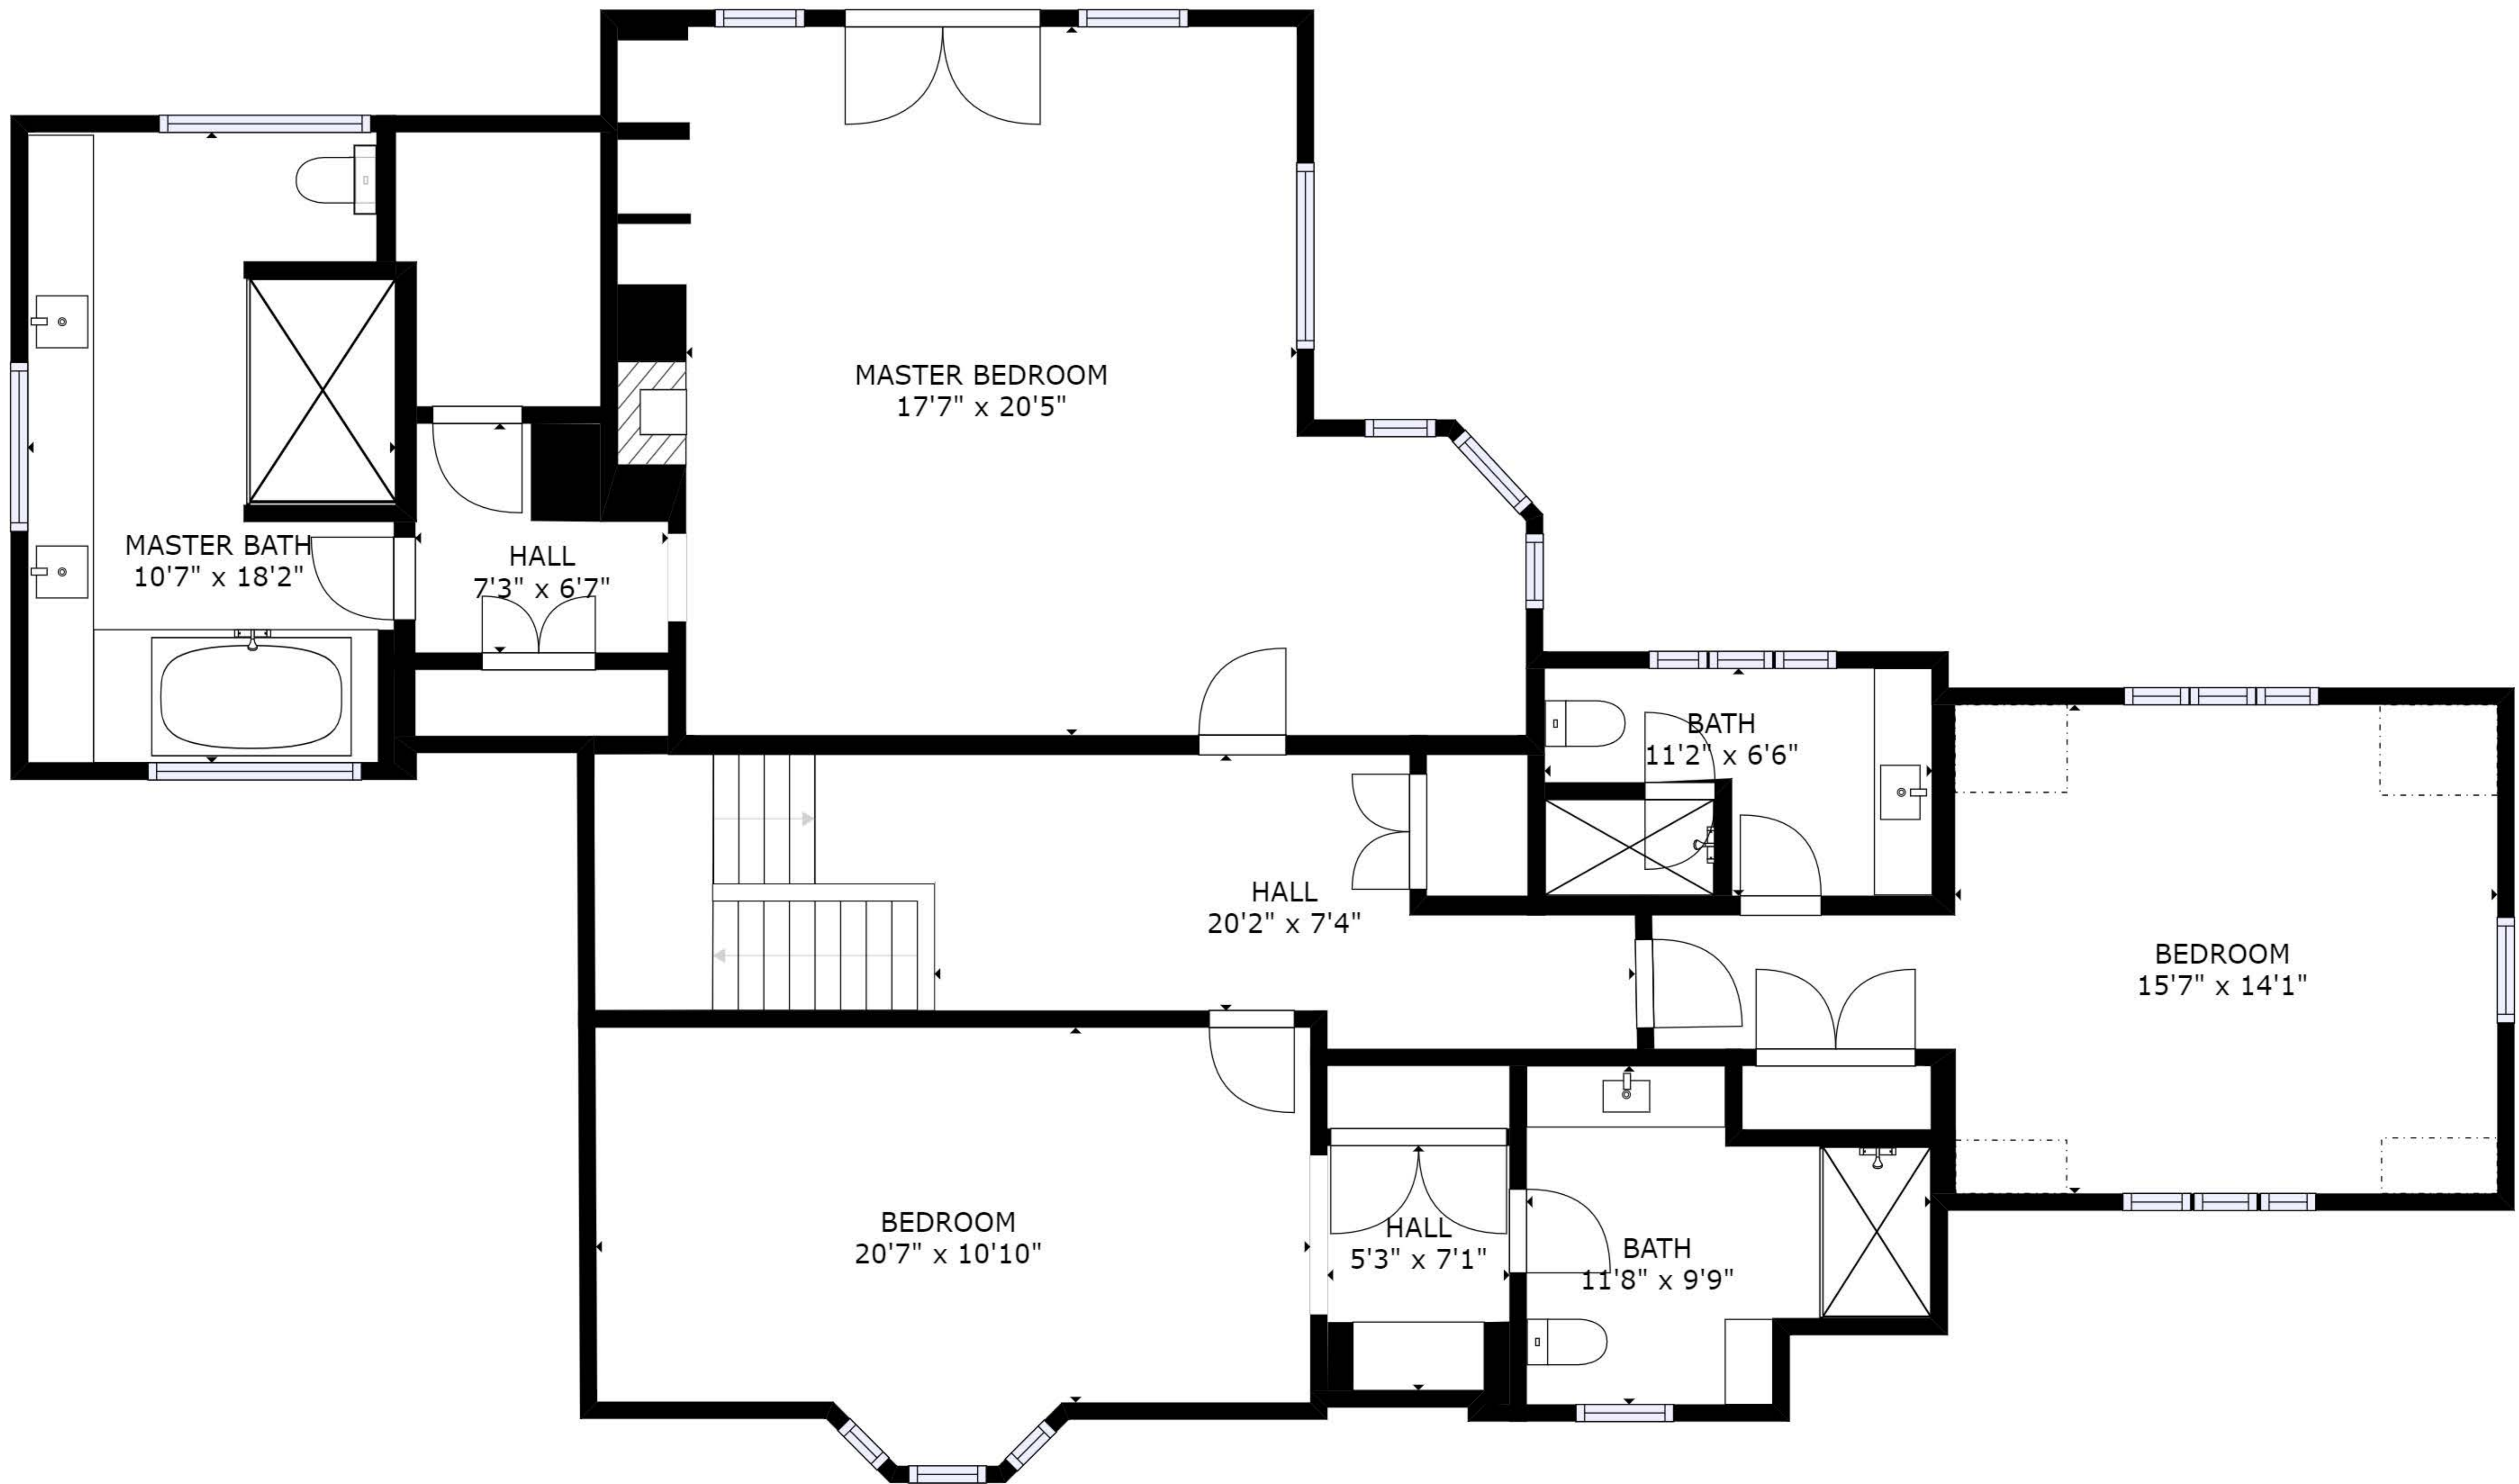 MASTER BEDROOM
17'7" x 20'5"
MASTER BATH
10'7" x 18'2"
HALL
7'3" x 6'7"
BATH
11'2" x 6'6"
HALL
20'2" x 7'4"
BEDROOM
15'7" x 14'1"
BEDROOM
20'7" x 10'10"
HALL
5'3" x 7'1"
BATH
11'8" x 9'9"